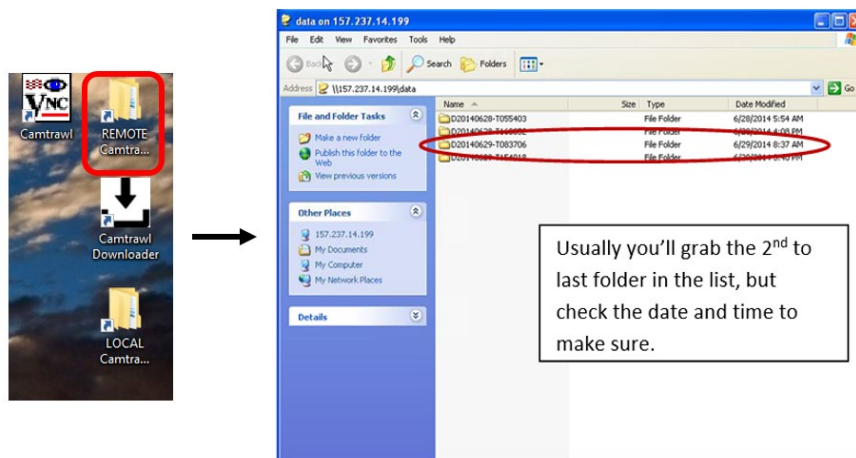 VNC
Camtrawl
REMOTE
Camtra...
Camtrawl
Downloader
LOCAL
Camtra...
data on 157.237.14.199
File Edit View Favorites Tools Help
Back Search Folders
Address \\157.237.14.199\data Go
Name Size Type Date Modified
D20140628-T055403 File Folder 6/28/2014 5:54 AM
File Folder
D20140629-T083706 File Folder 6/29/2014 8:37 AM
File Folder
File and Folder Tasks
Make a new folder
Publish this folder to the
Web
View previous versions
Other Places
157.237.14.199
My Documents
My Computer
My Network Places
Details
Usually you'll grab the 2nd to
last folder in the list, but
check the date and time to
make sure.